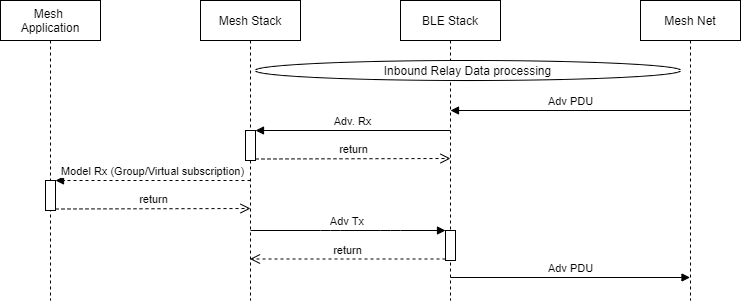 Mesh
Application
Mesh Stack
BLE Stack
Mesh Net
Inbound Relay Data processing
Adv PDU
Adv. Rx
return
Model Rx (Group/Virtual subscription)
return
Adv Tx
return
Adv PDU